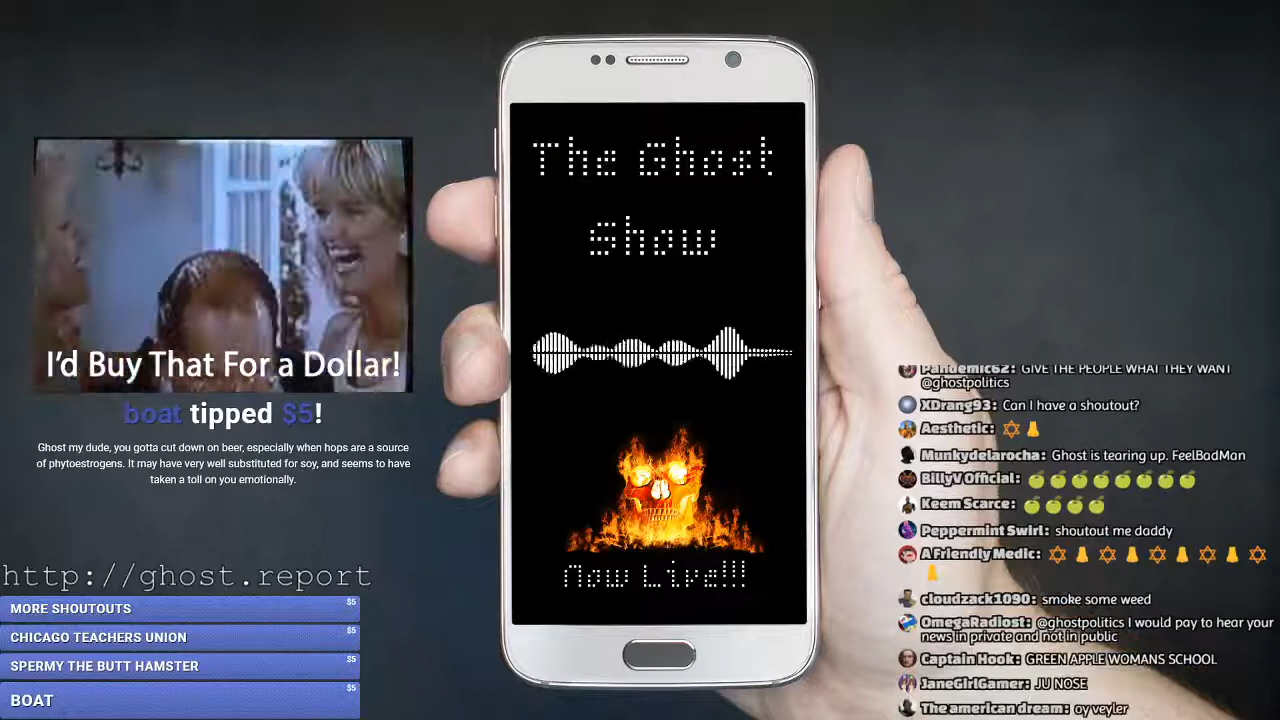 The Ghost
Show
Now Live!!!
I'd Buy That For a Dollar!
boat tipped $5!
Ghost my dude, you gotta cut down on beer, especially when hops are a source
of phytoestrogens. It may have very well substituted for soy, and seems to have
taken a toll on you emotionally.
http://ghost.report
MORE SHOUTOUTS $5
CHICAGO TEACHERS UNION $5
SPERMY THE BUTT HAMSTER $5
BOAT $5
Pandemic62: GIVE THE PEOPLE WHAT THEY WANT
@ghostpolitics
XDrang93: Can I have a shoutout?
Aesthetic: ✡👃
Munkydelarocha: Ghost is tearing up. FeelBadMan
BillyV Official: 🍏🍏🍏🍏🍏🍏🍏
Keem Scarce: 🍏🍏🍏🍏
Peppermint Swirl: shoutout me daddy
A Friendly Medic: ✡👃✡👃✡👃✡👃✡
👃
cloudzack1090: smoke some weed
OmegaRadiost: @ghostpolitics I would pay to hear your
news in private and not in public
Captain Hook: GREEN APPLE WOMANS SCHOOL
JaneGirlGamer: JU NOSE
The american dream: oy veyler